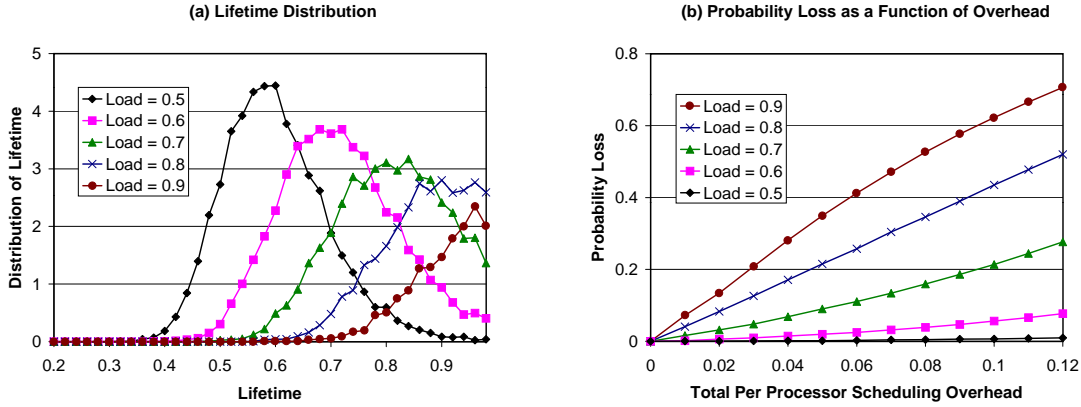 (a) Lifetime Distribution
5
4
3
2
1
0
Distribution of Lifetime
Load = 0.5
Load = 0.6
Load = 0.7
Load = 0.8
Load = 0.9
0.2 0.3 0.4 0.5 0.6 0.7 0.8 0.9
Lifetime
(b) Probability Loss as a Function of Overhead
0.8
0.6
0.4
0.2
0
Probability Loss
Load = 0.9
Load = 0.8
Load = 0.7
Load = 0.6
Load = 0.5
0 0.02 0.04 0.06 0.08 0.1 0.12
Total Per Processor Scheduling Overhead